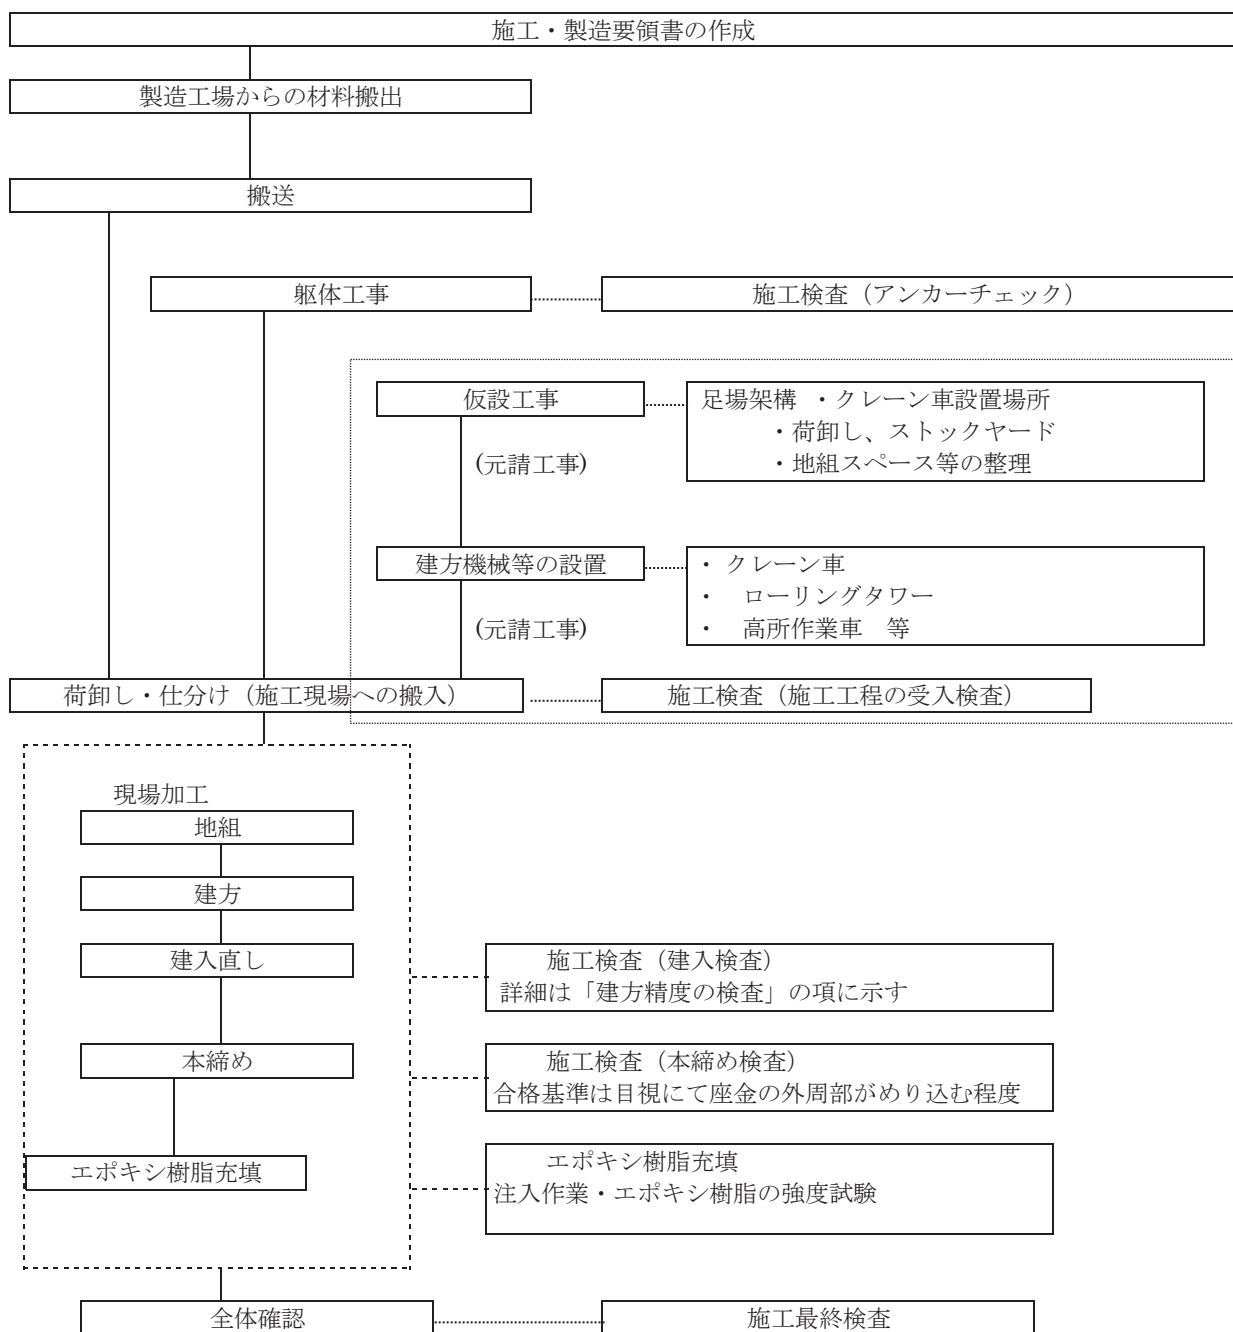 施工・製造要領書の作成
製造工場からの材料搬出
搬送
躯体工事
施工検査（アンカーチェック）
仮設工事
足場架構 ・クレーン車設置場所
・荷卸し、ストックヤード
・地組スペース等の整理
(元請工事)
建方機械等の設置
・ クレーン車
・ ローリングタワー
・ 高所作業車 等
(元請工事)
荷卸し・仕分け（施工現場への搬入）
施工検査（施工工程の受入検査）
現場加工
地組
建方
建入直し
施工検査（建入検査）
詳細は「建方精度の検査」の項に示す
本締め
施工検査（本締め検査）
合格基準は目視にて座金の外周部がめり込む程度
エポキシ樹脂充填
エポキシ樹脂充填
注入作業・エポキシ樹脂の強度試験
全体確認
施工最終検査